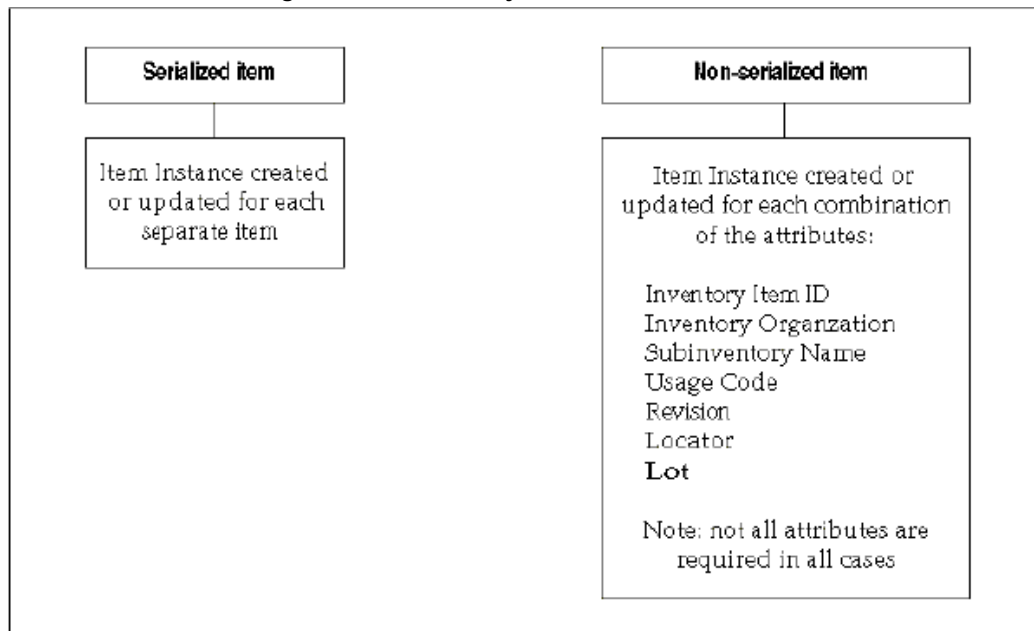 Serialized item
Item Instance created
or updated for each
separate item
Non-serialized item
Item Instance created or
updated for each combination
of the attributes:
Inventory Item ID
Inventory Organzation
Subinventory Name
Usage Code
Revision
Locator
Lot
Note: not all attributes are
required in all cases